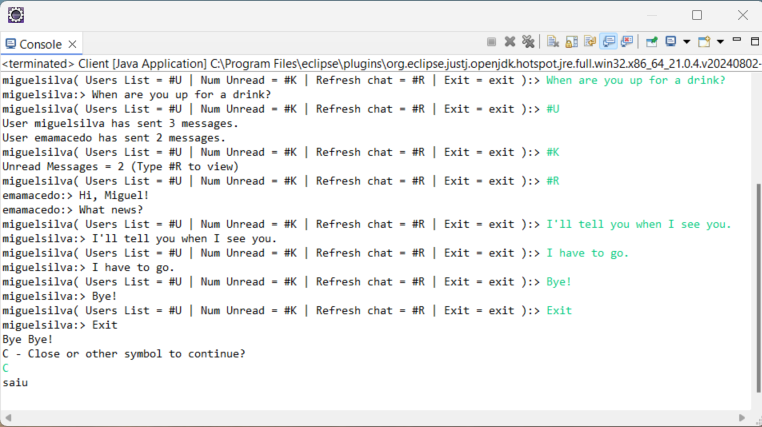 Console
<terminated> Client [Java Application] C:\Program Files\eclipse\plugins\org.eclipse.justj.openjdk.hotspot.jre.full.win32.x86_64_21.0.4.v20240802-
miguelsilva( Users List = #U | Num Unread = #K | Refresh chat = #R | Exit = exit ):> When are you up for a drink?
miguelsilva:> When are you up for a drink?
miguelsilva( Users List = #U | Num Unread = #K | Refresh chat = #R | Exit = exit ):> #U
User miguelsilva has sent 3 messages.
User emamacedo has sent 2 messages.
miguelsilva( Users List = #U | Num Unread = #K | Refresh chat = #R | Exit = exit ):> #K
Unread Messages = 2 (Type #R to view)
miguelsilva( Users List = #U | Num Unread = #K | Refresh chat = #R | Exit = exit ):> #R
emamacedo:> Hi, Miguel!
emamacedo:> What news?
miguelsilva( Users List = #U | Num Unread = #K | Refresh chat = #R | Exit = exit ):> I'll tell you when I see you.
miguelsilva:> I'll tell you when I see you.
miguelsilva( Users List = #U | Num Unread = #K | Refresh chat = #R | Exit = exit ):> I have to go.
miguelsilva:> I have to go.
miguelsilva( Users List = #U | Num Unread = #K | Refresh chat = #R | Exit = exit ):> Bye!
miguelsilva:> Bye!
miguelsilva( Users List = #U | Num Unread = #K | Refresh chat = #R | Exit = exit ):> Exit
miguelsilva:> Exit
Bye Bye!
C - Close or other symbol to continue?
C
saiu